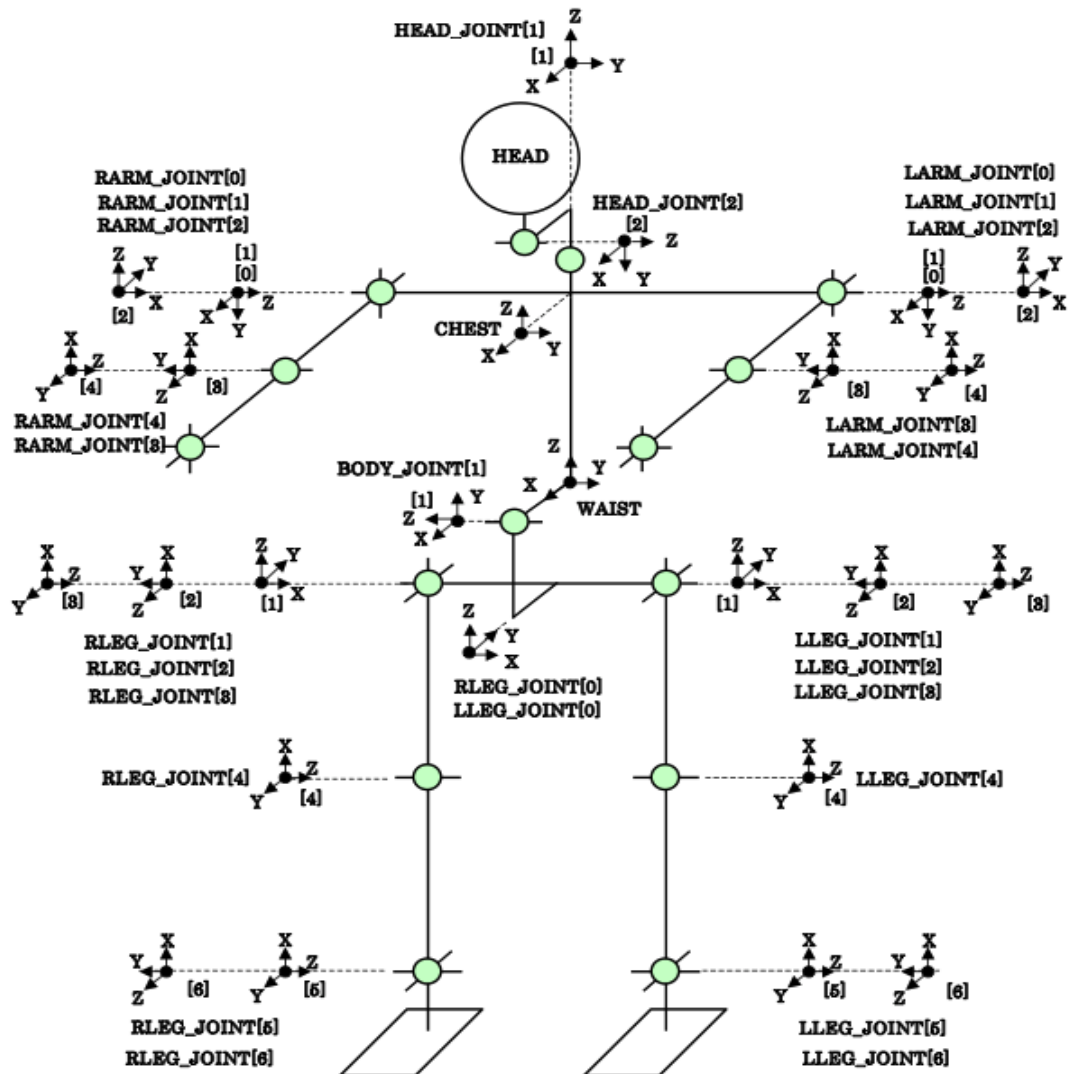 Z
HEAD_JOINT[1]
[1]
Y
X
HEAD
RARM_JOINT[0]
RARM_JOINT[1]
RARM_JOINT[2]
HEAD_JOINT[2]
[2]
Z
X
Y
LARM_JOINT[0]
LARM_JOINT[1]
LARM_JOINT[2]
Z
Y
X
[2]
[1]
[0]
Z
X
Y
[1]
[0]
Z
X
Y
Z
Y
X
[2]
CHEST
Z
Y
X
X
Z
Y
[4]
X
Y
Z
[3]
X
Y
Z
[3]
X
Z
Y
[4]
RARM_JOINT[4]
RARM_JOINT[3]
LARM_JOINT[3]
LARM_JOINT[4]
BODY_JOINT[1]
[1]
Y
Z
X
Z
Y
X
WAIST
X
Z
Y
[3]
X
Y
Z
[2]
Z
Y
X
[1]
Z
Y
X
[1]
X
Y
Z
[2]
X
Z
Y
[3]
RLEG_JOINT[1]
RLEG_JOINT[2]
RLEG_JOINT[3]
Z
Y
X
RLEG_JOINT[0]
LLEG_JOINT[0]
LLEG_JOINT[1]
LLEG_JOINT[2]
LLEG_JOINT[3]
RLEG_JOINT[4]
X
Z
Y
[4]
X
Z
Y
[4]
LLEG_JOINT[4]
X
Y
Z
[6]
X
Z
Y
[5]
X
Z
Y
[5]
X
Y
Z
[6]
RLEG_JOINT[5]
RLEG_JOINT[6]
LLEG_JOINT[5]
LLEG_JOINT[6]